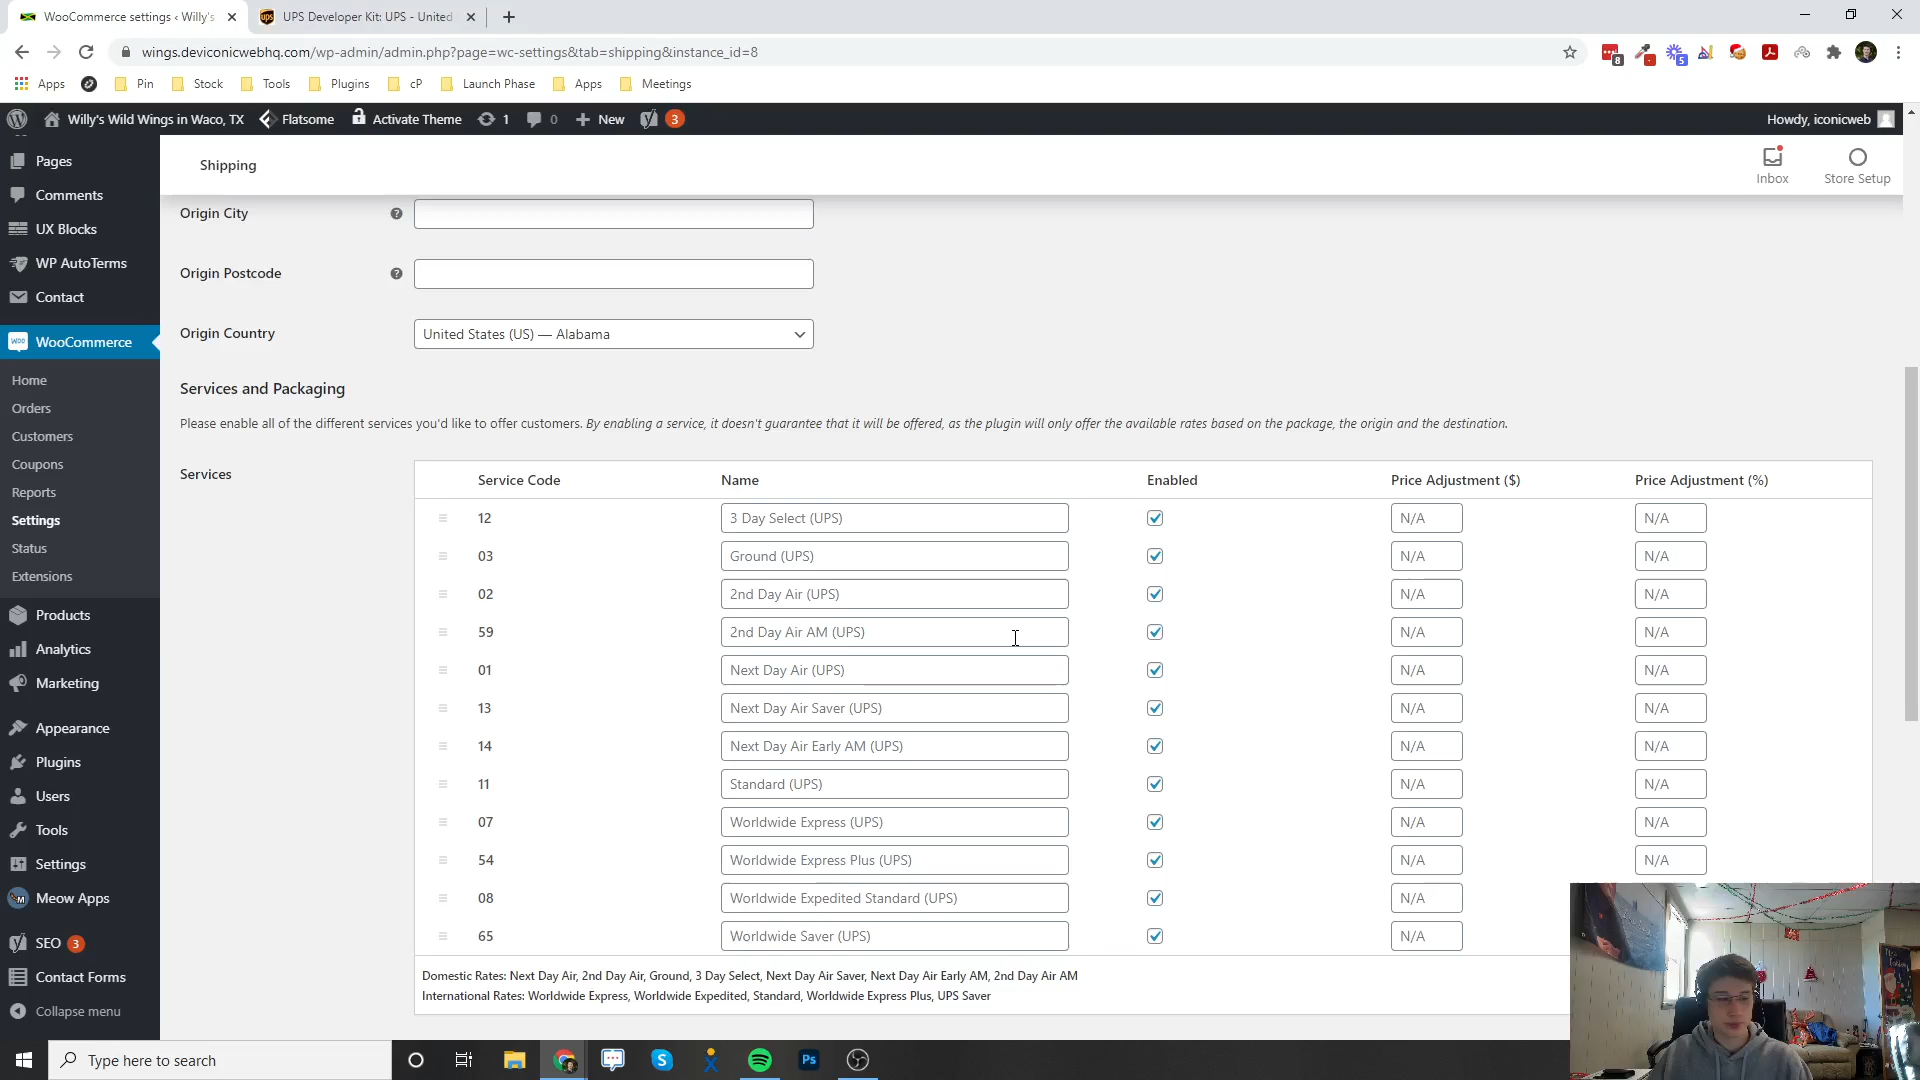 WooCommerce settings ‹ Willy's
UPS Developer Kit: UPS - United
wings.deviconicwebhq.com/wp-admin/admin.php?page=wc-settings&tab=shipping&instance_id=8
8
5
Apps
Pin
Stock
Tools
Plugins
cP
Launch Phase
Apps
Meetings
Willy's Wild Wings in Waco, TX
Flatsome
Activate Theme
1
0
New
3
Howdy, iconicweb
Pages
Comments
UX Blocks
WP AutoTerms
Contact
WooCommerce
Home
Orders
Customers
Coupons
Reports
Settings
Status
Extensions
Products
Analytics
Marketing
Appearance
Plugins
Users
Tools
Settings
Meow Apps
SEO 3
Contact Forms
Collapse menu
Shipping
Inbox
Store Setup
Origin City
Origin Postcode
Origin Country
United States (US) — Alabama
Services and Packaging
Please enable all of the different services you'd like to offer customers. By enabling a service, it doesn't guarantee that it will be offered, as the plugin will only offer the available rates based on the package, the origin and the destination.
Services
Service Code Name Enabled Price Adjustment ($) Price Adjustment (%)
12 3 Day Select (UPS) N/A N/A
03 Ground (UPS) N/A N/A
02 2nd Day Air (UPS) N/A N/A
59 2nd Day Air AM (UPS) N/A N/A
01 Next Day Air (UPS) N/A N/A
13 Next Day Air Saver (UPS) N/A N/A
14 Next Day Air Early AM (UPS) N/A N/A
11 Standard (UPS) N/A N/A
07 Worldwide Express (UPS) N/A N/A
54 Worldwide Express Plus (UPS) N/A N/A
08 Worldwide Expedited Standard (UPS) N/A
65 Worldwide Saver (UPS) N/A
Domestic Rates: Next Day Air, 2nd Day Air, Ground, 3 Day Select, Next Day Air Saver, Next Day Air Early AM, 2nd Day Air AM
International Rates: Worldwide Express, Worldwide Expedited, Standard, Worldwide Express Plus, UPS Saver
Type here to search
Ps